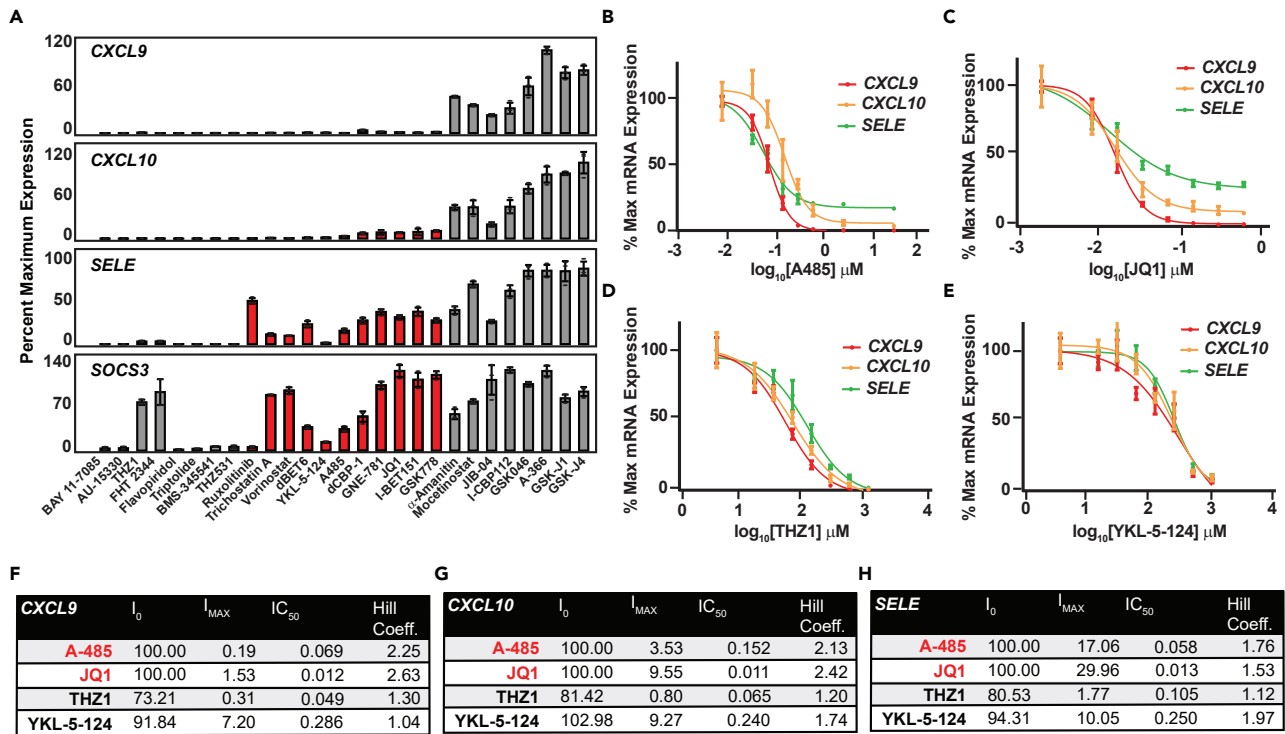 A
Percent Maximum Expression
120
60
0
CXCL9
120
60
0
CXCL10
100
50
0
SELE
140
70
0
SOCS3
BAY 11-7085
AU-15330
THZ1
FHT 2344
Flavopiridol
Triptolide
BMS-345541
THZ531
Ruxolitinib
Trichostatin A
Vorinostat
dBET6
YKL-5-124
A485
dCBP-1
GNE-781
JQ1
I-BET151
GSK778
α-Amanitin
Mocetinostat
JIB-04
I-CBP112
GSK046
A-366
GSK-J1
GSK-J4
B
% Max mRNA Expression
100
50
0
CXCL9
CXCL10
SELE
-3 -2 -1 0 1 2
log10[A485] μM
C
% Max mRNA Expression
100
50
0
CXCL9
CXCL10
SELE
-3 -2 -1 0
log10[JQ1] μM
D
% Max mRNA Expression
100
50
0
CXCL9
CXCL10
SELE
0 1 2 3 4
log10[THZ1] μM
E
% Max mRNA Expression
100
50
0
CXCL9
CXCL10
SELE
0 1 2 3 4
log10[YKL-5-124] μM
F
CXCL9 I0 IMAX IC50 Hill Coeff.
A-485 100.00 0.19 0.069 2.25
JQ1 100.00 1.53 0.012 2.63
THZ1 73.21 0.31 0.049 1.30
YKL-5-124 91.84 7.20 0.286 1.04
G
CXCL10 I0 IMAX IC50 Hill Coeff.
A-485 100.00 3.53 0.152 2.13
JQ1 100.00 9.55 0.011 2.42
THZ1 81.42 0.80 0.065 1.20
YKL-5-124 102.98 9.27 0.240 1.74
H
SELE I0 IMAX IC50 Hill Coeff.
A-485 100.00 17.06 0.058 1.76
JQ1 100.00 29.96 0.013 1.53
THZ1 80.53 1.77 0.105 1.12
YKL-5-124 94.31 10.05 0.250 1.97